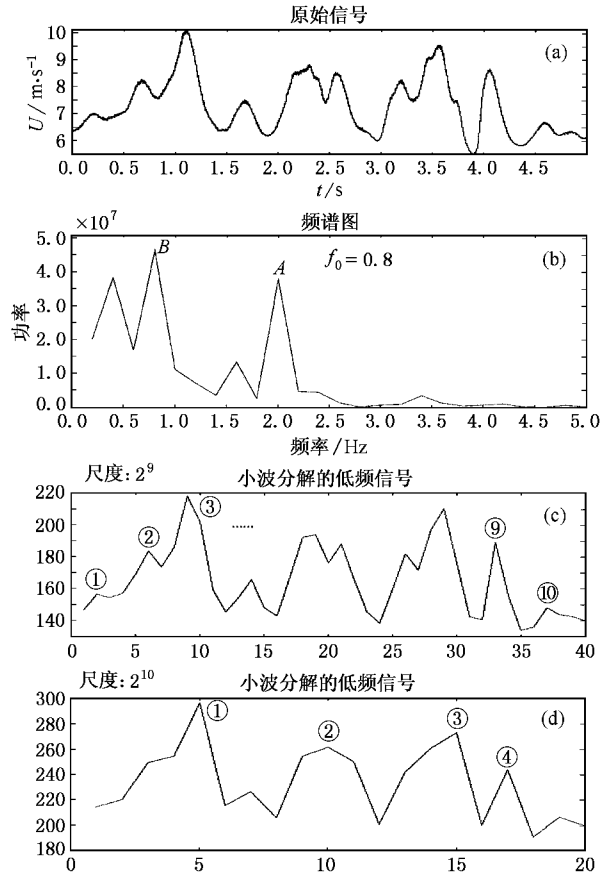 原始信号
(a)
U/m·s⁻¹
10
9
8
7
6
0.0 0.5 1.0 1.5 2.0 2.5 3.0 3.5 4.0 4.5
t/s
频谱图
×10⁷
B
A
f₀=0.8
(b)
功率
5.0
4.0
3.0
2.0
1.0
0.0
0.0 0.5 1.0 1.5 2.0 2.5 3.0 3.5 4.0 4.5 5.0
频率/Hz
尺度:2⁹
小波分解的低频信号
(c)
220
200
180
160
140
① ② ③ …… ⑨ ⑩
0 5 10 15 20 25 30 35 40
尺度:2¹⁰
小波分解的低频信号
(d)
300
280
260
240
220
200
180
① ② ③ ④
0 5 10 15 20